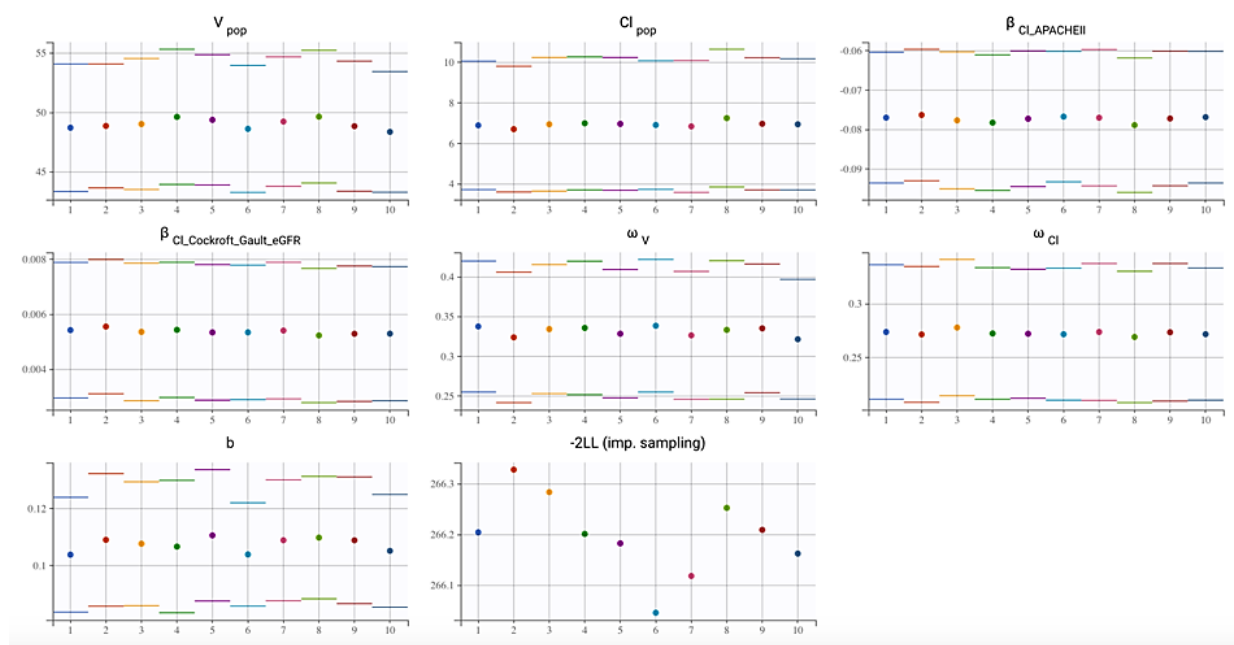 V pop
Cl pop
β Cl_APACHEII
55
50
45
1 2 3 4 5 6 7 8 9 10
10
8
6
4
1 2 3 4 5 6 7 8 9 10
-0.06
-0.07
-0.08
-0.09
1 2 3 4 5 6 7 8 9 10
β Cl_Cockroft_Gault_eGFR
ω V
ω Cl
0.008
0.006
0.004
1 2 3 4 5 6 7 8 9 10
0.4
0.35
0.3
0.25
1 2 3 4 5 6 7 8 9 10
0.3
0.25
1 2 3 4 5 6 7 8 9 10
b
-2LL (imp. sampling)
0.12
0.1
1 2 3 4 5 6 7 8 9 10
266.3
266.2
266.1
1 2 3 4 5 6 7 8 9 10